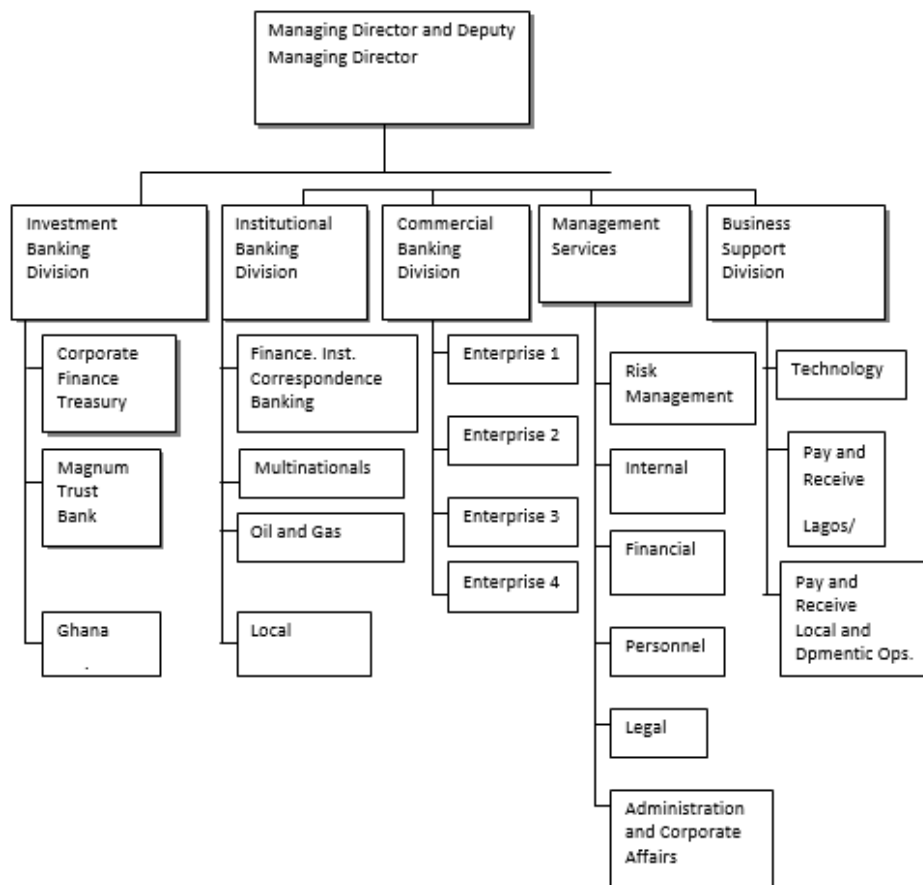 Managing Director and Deputy
Managing Director
Investment
Banking
Division
Institutional
Banking
Division
Commercial
Banking
Division
Management
Services
Business
Support
Division
Corporate
Finance
Treasury
Magnum
Trust
Bank
Ghana
.
Finance. Inst.
Correspondence
Banking
Multinationals
Oil and Gas
Local
Enterprise 1
Enterprise 2
Enterprise 3
Enterprise 4
Risk
Management
Internal
Financial
Personnel
Legal
Administration
and Corporate
Affairs
Technology
Pay and
Receive
Lagos/
Pay and
Receive
Local and
Dpmentic Ops.